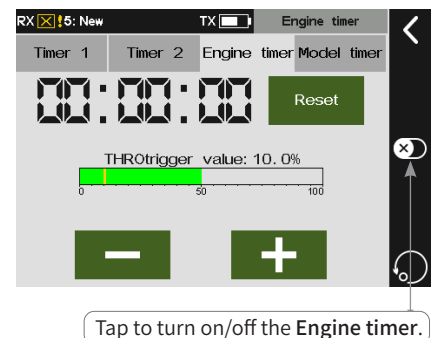 RX 5: New TX Engine timer
Timer 1 Timer 2 Engine timer Model timer
00:00:00 Reset
THROtrigger value: 10.0%
0 50 100
Tap to turn on/off the Engine timer.